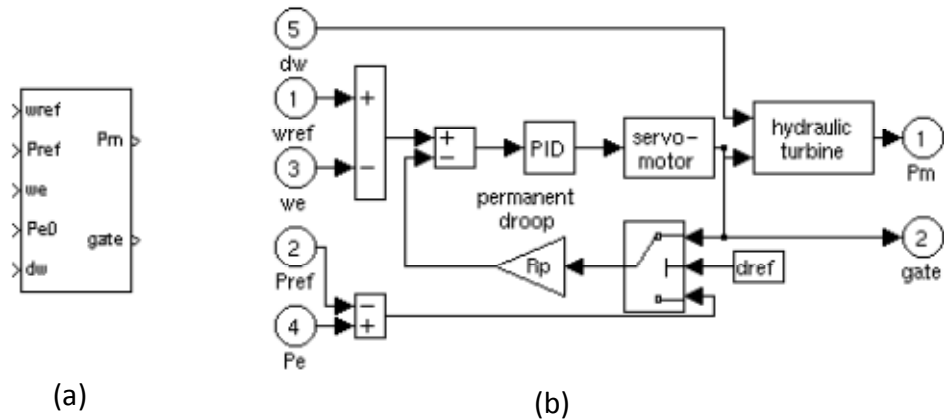 wref
Pref
we
Pe0
dw
Pm
gate
(a)
5
dw
1
wref
3
we
2
Pref
4
Pe
+
−
+
−
−
+
PID
servo-
motor
hydraulic
turbine
permanent
droop
Rp
dref
1
Pm
2
gate
(b)